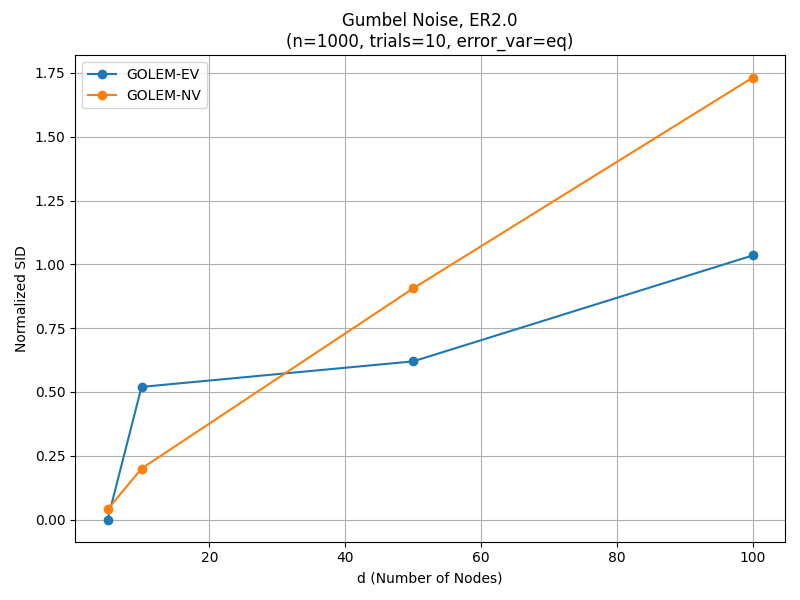 Gumbel Noise, ER2.0
(n=1000, trials=10, error_var=eq)
GOLEM-EV
GOLEM-NV
1.75
1.50
1.25
1.00
0.75
0.50
0.25
0.00
Normalized SID
20
40
60
80
100
d (Number of Nodes)